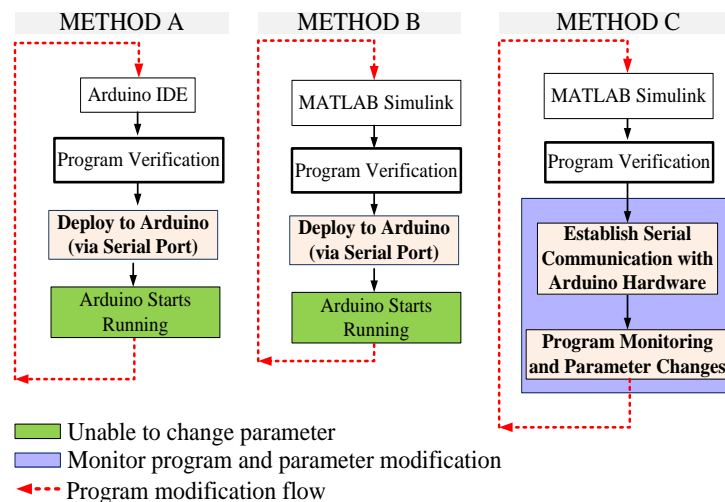 METHOD A
Arduino IDE
Program Verification
Deploy to Arduino
(via Serial Port)
Arduino Starts
Running
METHOD B
MATLAB Simulink
Program Verification
Deploy to Arduino
(via Serial Port)
Arduino Starts
Running
METHOD C
MATLAB Simulink
Program Verification
Establish Serial
Communication with
Arduino Hardware
Program Monitoring
and Parameter Changes
Unable to change parameter
Monitor program and parameter modification
Program modification flow